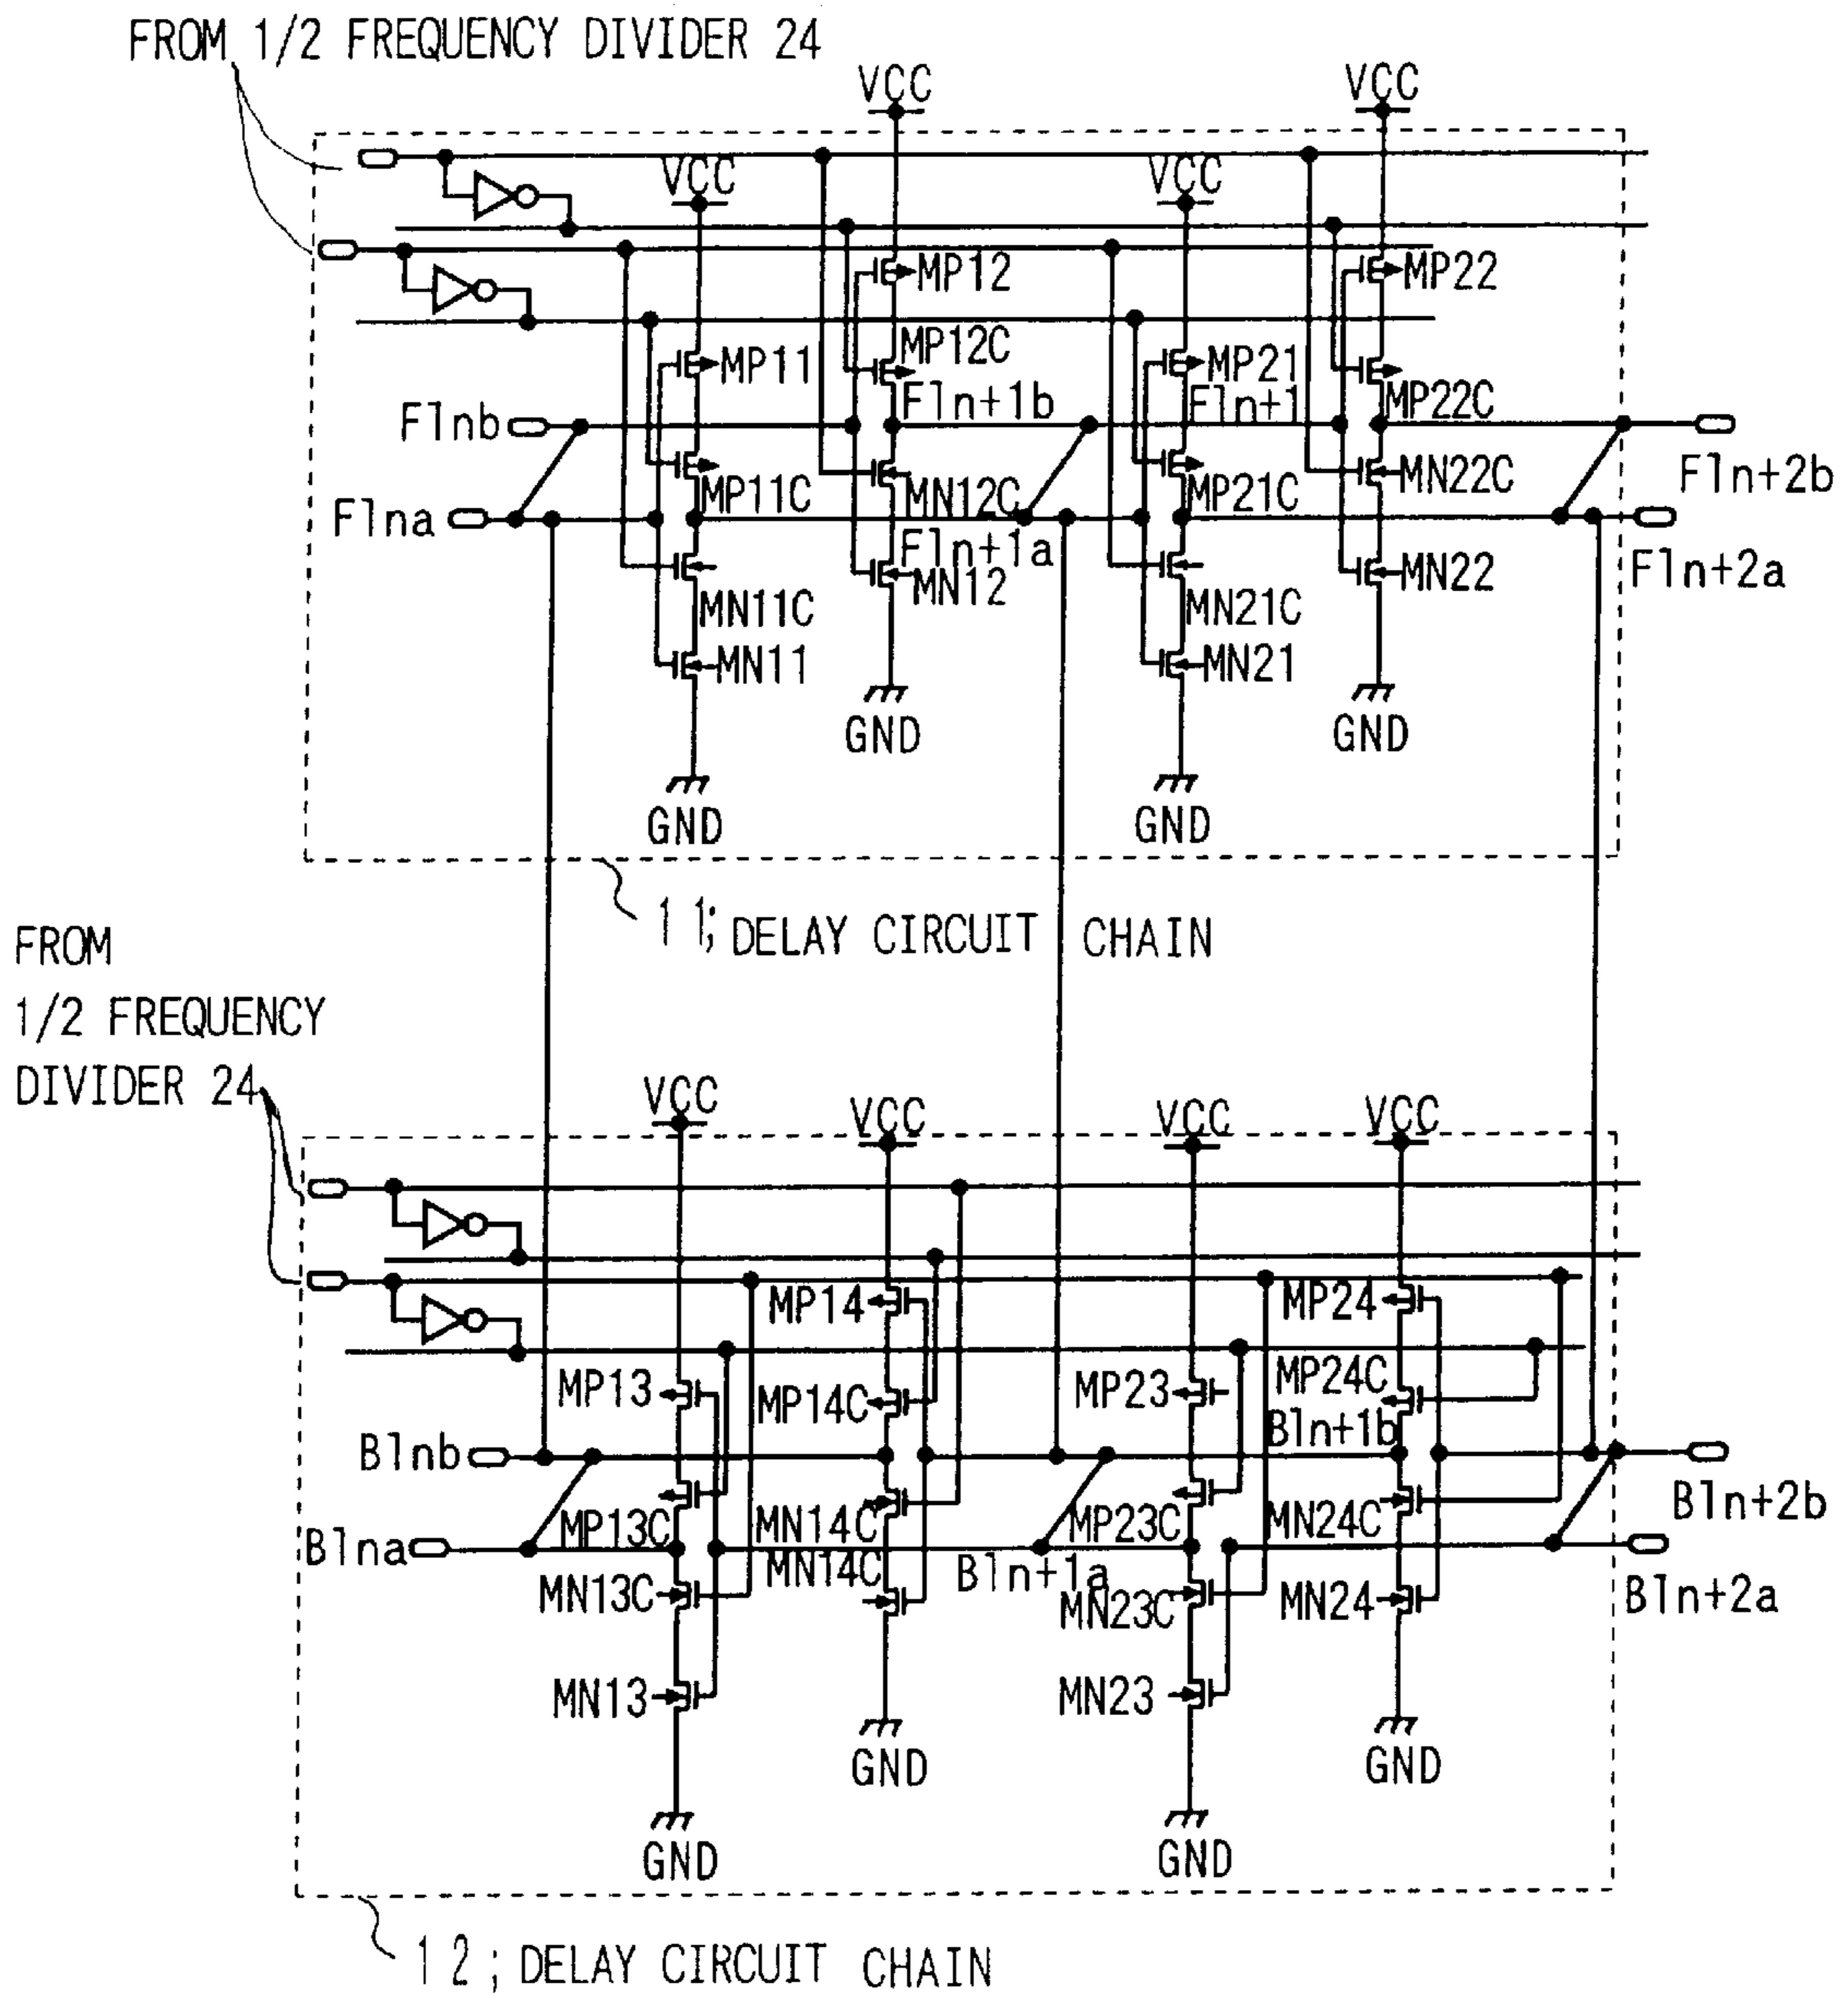 FROM 1/2 FREQUENCY DIVIDER 24
VCC
VCC
VCC
VCC
MP12
MP22
MP11
MP12C
MP21
Fln+1b
Fln+1
MP22C
Flnb
MP11C
MN12C
MP21C
MN22C
Fln+2b
Flna
Fln+1a
MN12
MN22
Fln+2a
MN11C
MN21C
MN11
MN21
GND
GND
GND
GND
11; DELAY CIRCUIT CHAIN
FROM
1/2 FREQUENCY
DIVIDER 24
VCC
VCC
VCC
VCC
MP14
MP24
MP13
MP14C
MP23
MP24C
Bln+1b
Blnb
MP13C
MN14C
MP23C
MN24C
Bln+2b
Blna
MN14C
Bln+1a
MN13C
MN23C
MN24
Bln+2a
MN13
MN23
GND
GND
GND
GND
12; DELAY CIRCUIT CHAIN